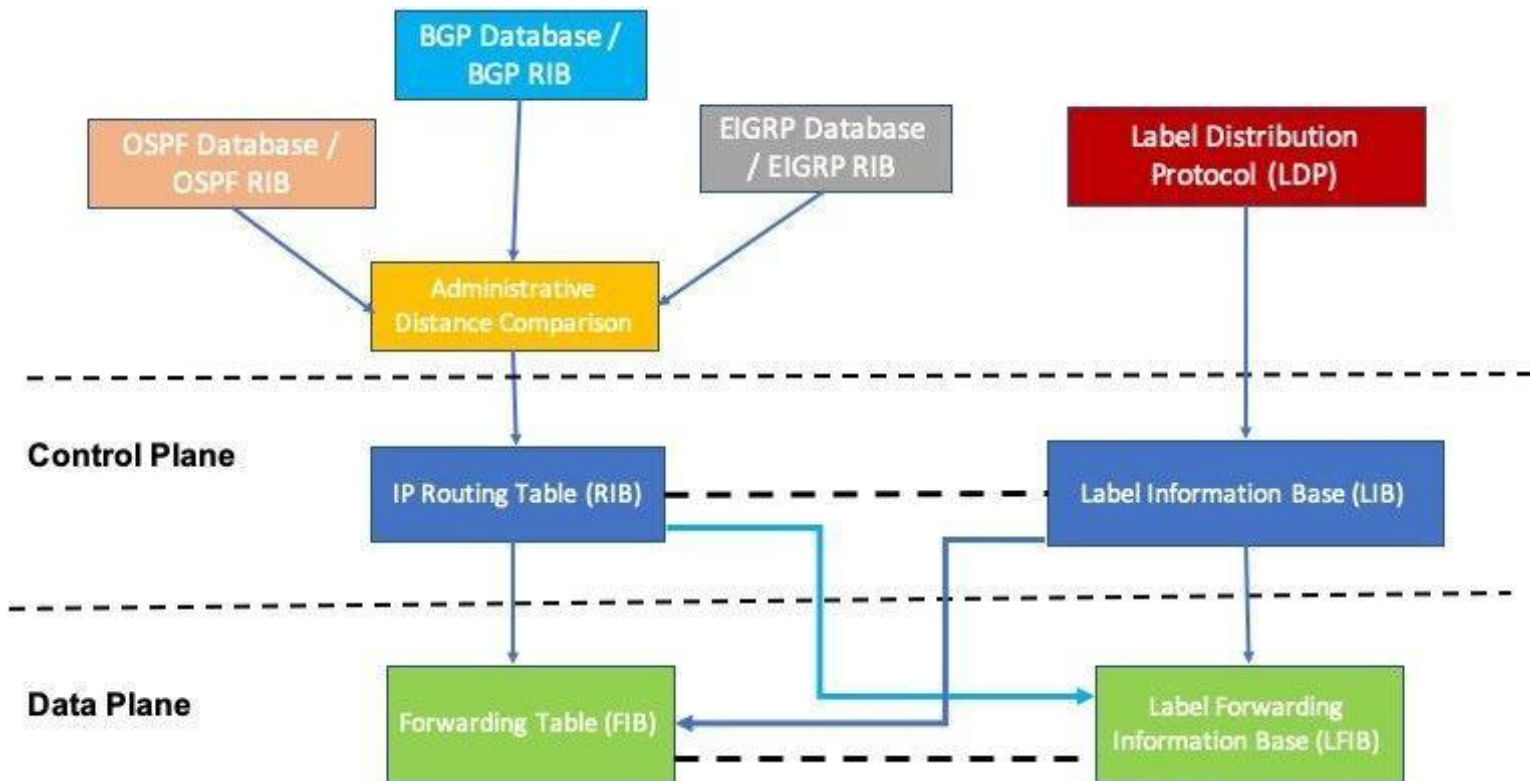 BGP Database /
BGP RIB
OSPF Database /
OSPF RIB
EIGRP Database
/ EIGRP RIB
Label Distribution
Protocol (LDP)
Administrative
Distance Comparison
Control Plane
IP Routing Table (RIB)
Label Information Base (LIB)
Data Plane
Forwarding Table (FIB)
Label Forwarding
Information Base (LFIB)